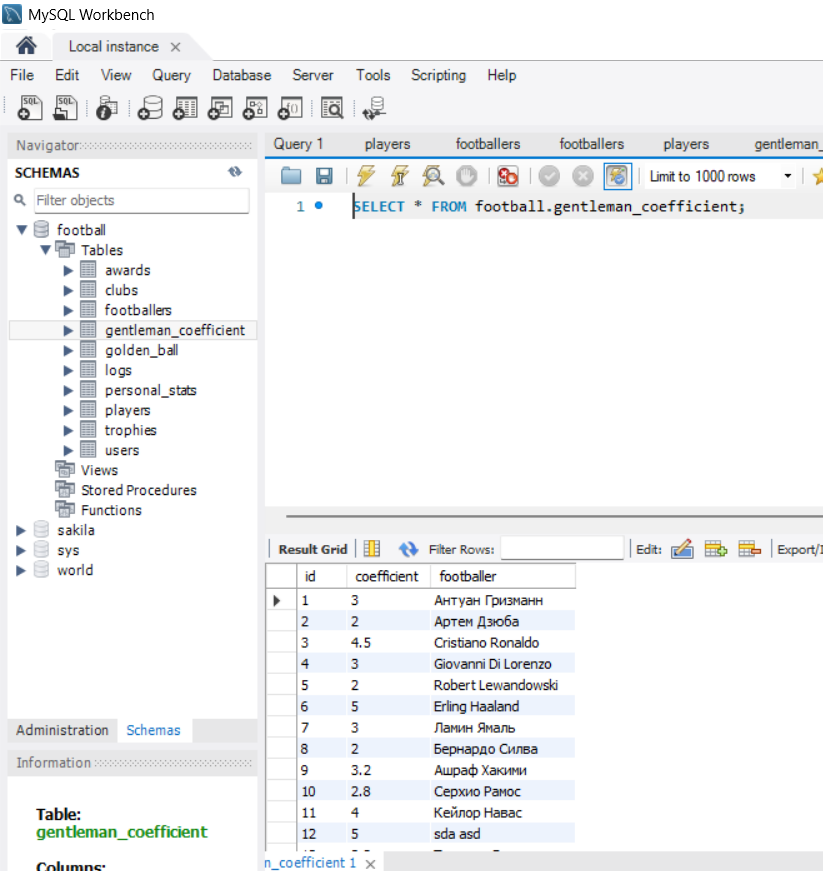 MySQL Workbench
Local instance
File Edit View Query Database Server Tools Scripting Help
Navigator
SCHEMAS
Filter objects
football
Tables
awards
clubs
footballers
gentleman_coefficient
golden_ball
logs
personal_stats
players
trophies
users
Views
Stored Procedures
Functions
sakila
sys
world
Administration Schemas
Information
Table:
gentleman_coefficient
Columns:
Query 1 players footballers footballers players gentleman_
Limit to 1000 rows
1 SELECT * FROM football.gentleman_coefficient;
Result Grid Filter Rows: Edit: Export/I
id coefficient footballer
1 3 Антуан Гризманн
2 2 Артем Дзюба
3 4.5 Cristiano Ronaldo
4 3 Giovanni Di Lorenzo
5 2 Robert Lewandowski
6 5 Erling Haaland
7 3 Ламин Ямаль
8 2 Бернардо Силва
9 3.2 Ашраф Хакими
10 2.8 Серхио Рамос
11 4 Кейлор Навас
12 5 sda asd
n_coefficient 1